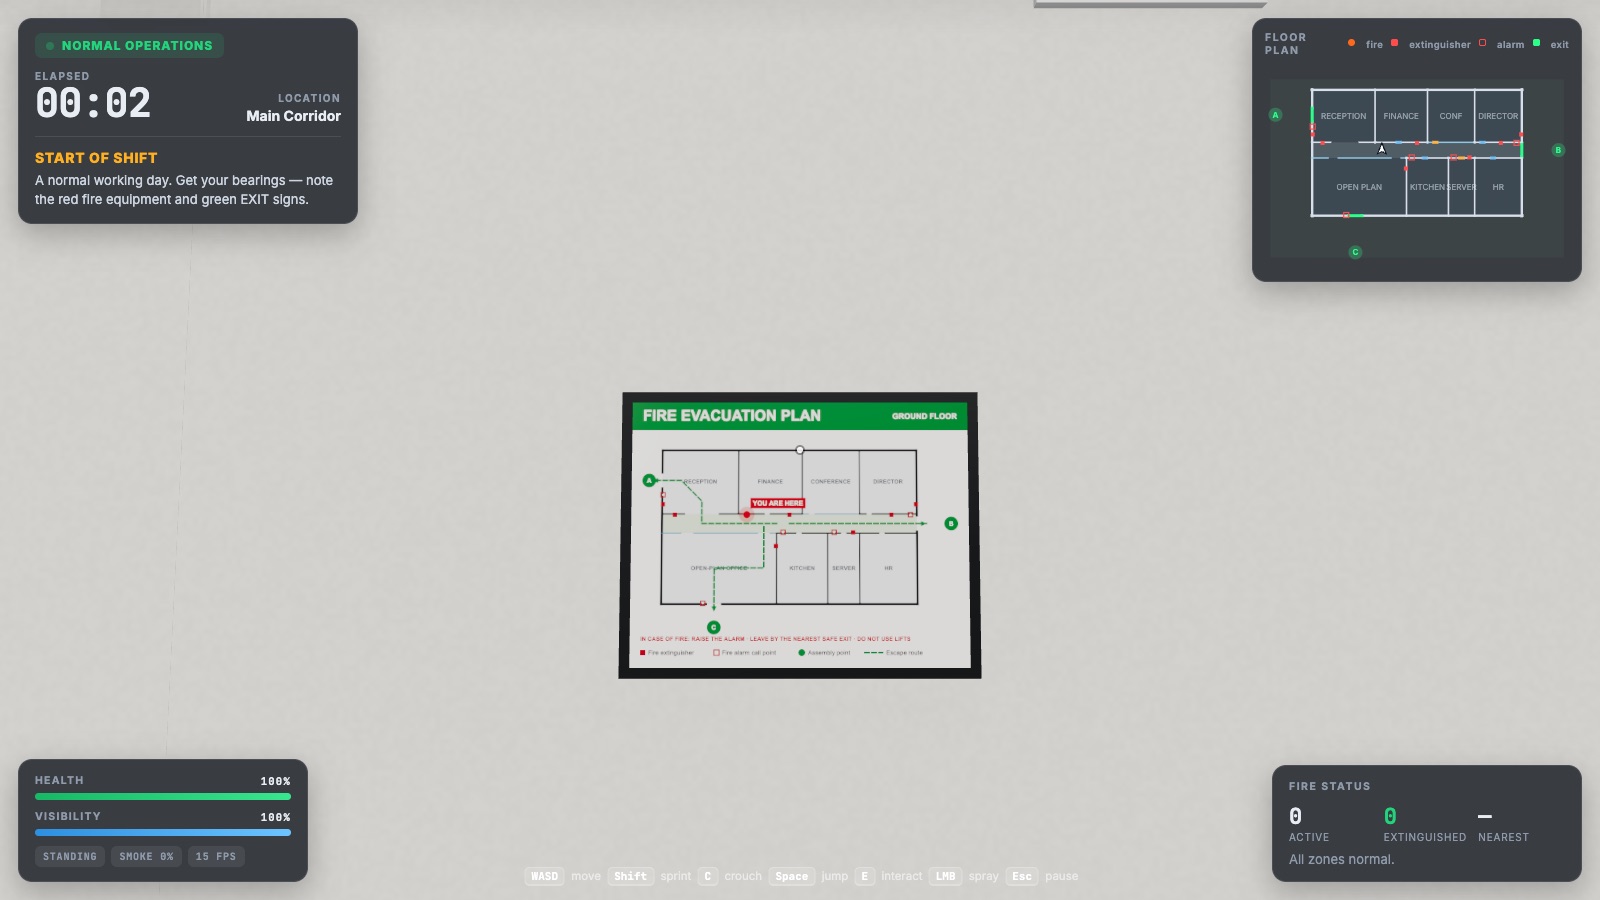 NORMAL OPERATIONS
ELAPSED
00:02
LOCATION
Main Corridor
START OF SHIFT
A normal working day. Get your bearings — note
the red fire equipment and green EXIT signs.
FLOOR
PLAN
fire
extinguisher
alarm
exit
A
RECEPTION
FINANCE
CONF
DIRECTOR
B
OPEN PLAN
KITCHEN
SERVER
HR
C
FIRE EVACUATION PLAN
GROUND FLOOR
A
RECEPTION
FINANCE
CONFERENCE
DIRECTOR
YOU ARE HERE
B
OPEN-PLAN OFFICE
KITCHEN
SERVER
HR
C
IN CASE OF FIRE: RAISE THE ALARM · LEAVE BY THE NEAREST SAFE EXIT · DO NOT USE LIFTS
Fire extinguisher
Fire alarm call point
Assembly point
Escape route
HEALTH
100%
VISIBILITY
100%
STANDING
SMOKE 0%
15 FPS
WASD move Shift sprint C crouch Space jump E interact LMB spray Esc pause
FIRE STATUS
0
ACTIVE
0
EXTINGUISHED
—
NEAREST
All zones normal.